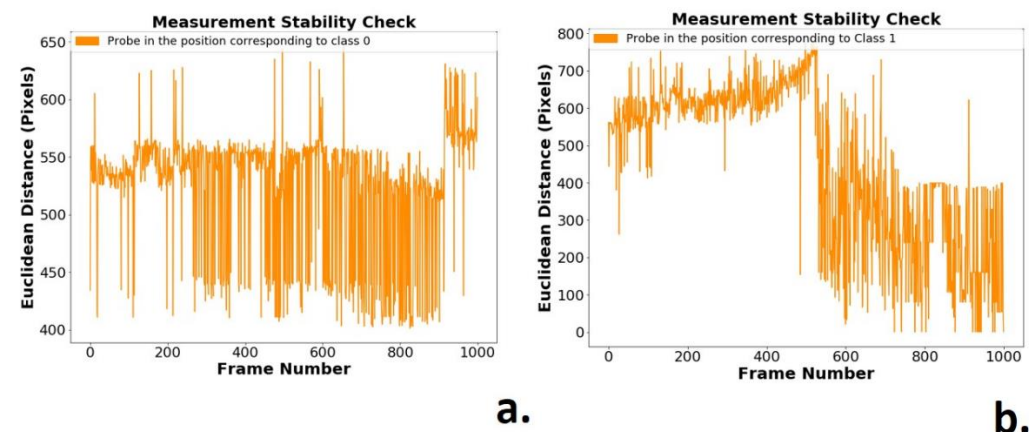 Measurement Stability Check
Probe in the position corresponding to class 0
Euclidean Distance (Pixels)
650
600
550
500
450
400
0 200 400 600 800 1000
Frame Number
a.
Measurement Stability Check
Probe in the position corresponding to Class 1
Euclidean Distance (Pixels)
800
700
600
500
400
300
200
100
0
0 200 400 600 800 1000
Frame Number
b.